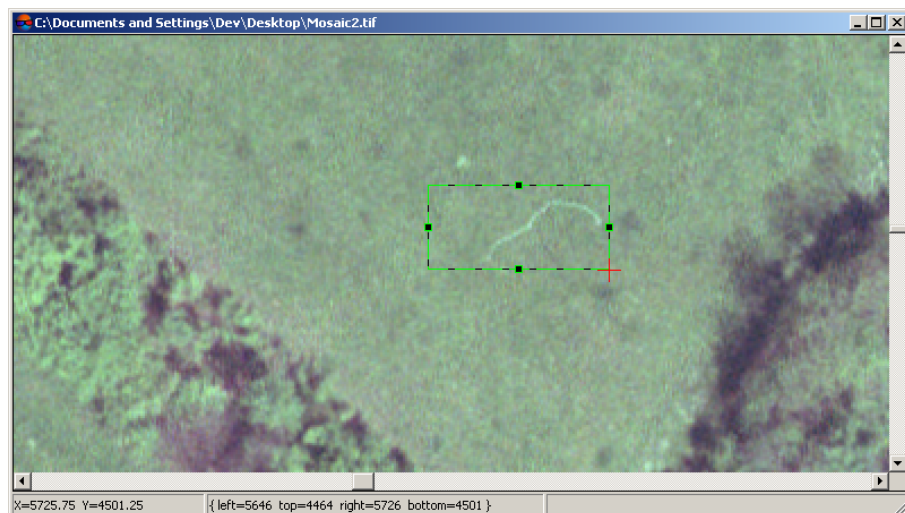 C:\Documents and Settings\Dev\Desktop\Mosaic2.tif
X=5725.75 Y=4501.25
{ left=5646 top=4464 right=5726 bottom=4501 }